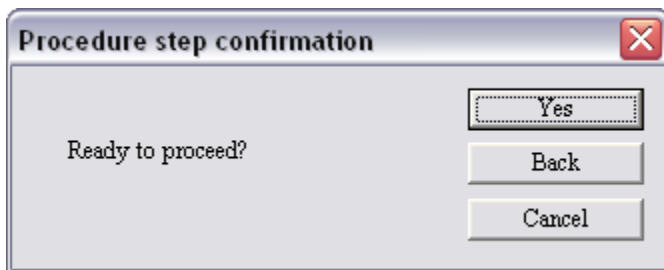 Procedure step confirmation
Ready to proceed?
Yes
Back
Cancel